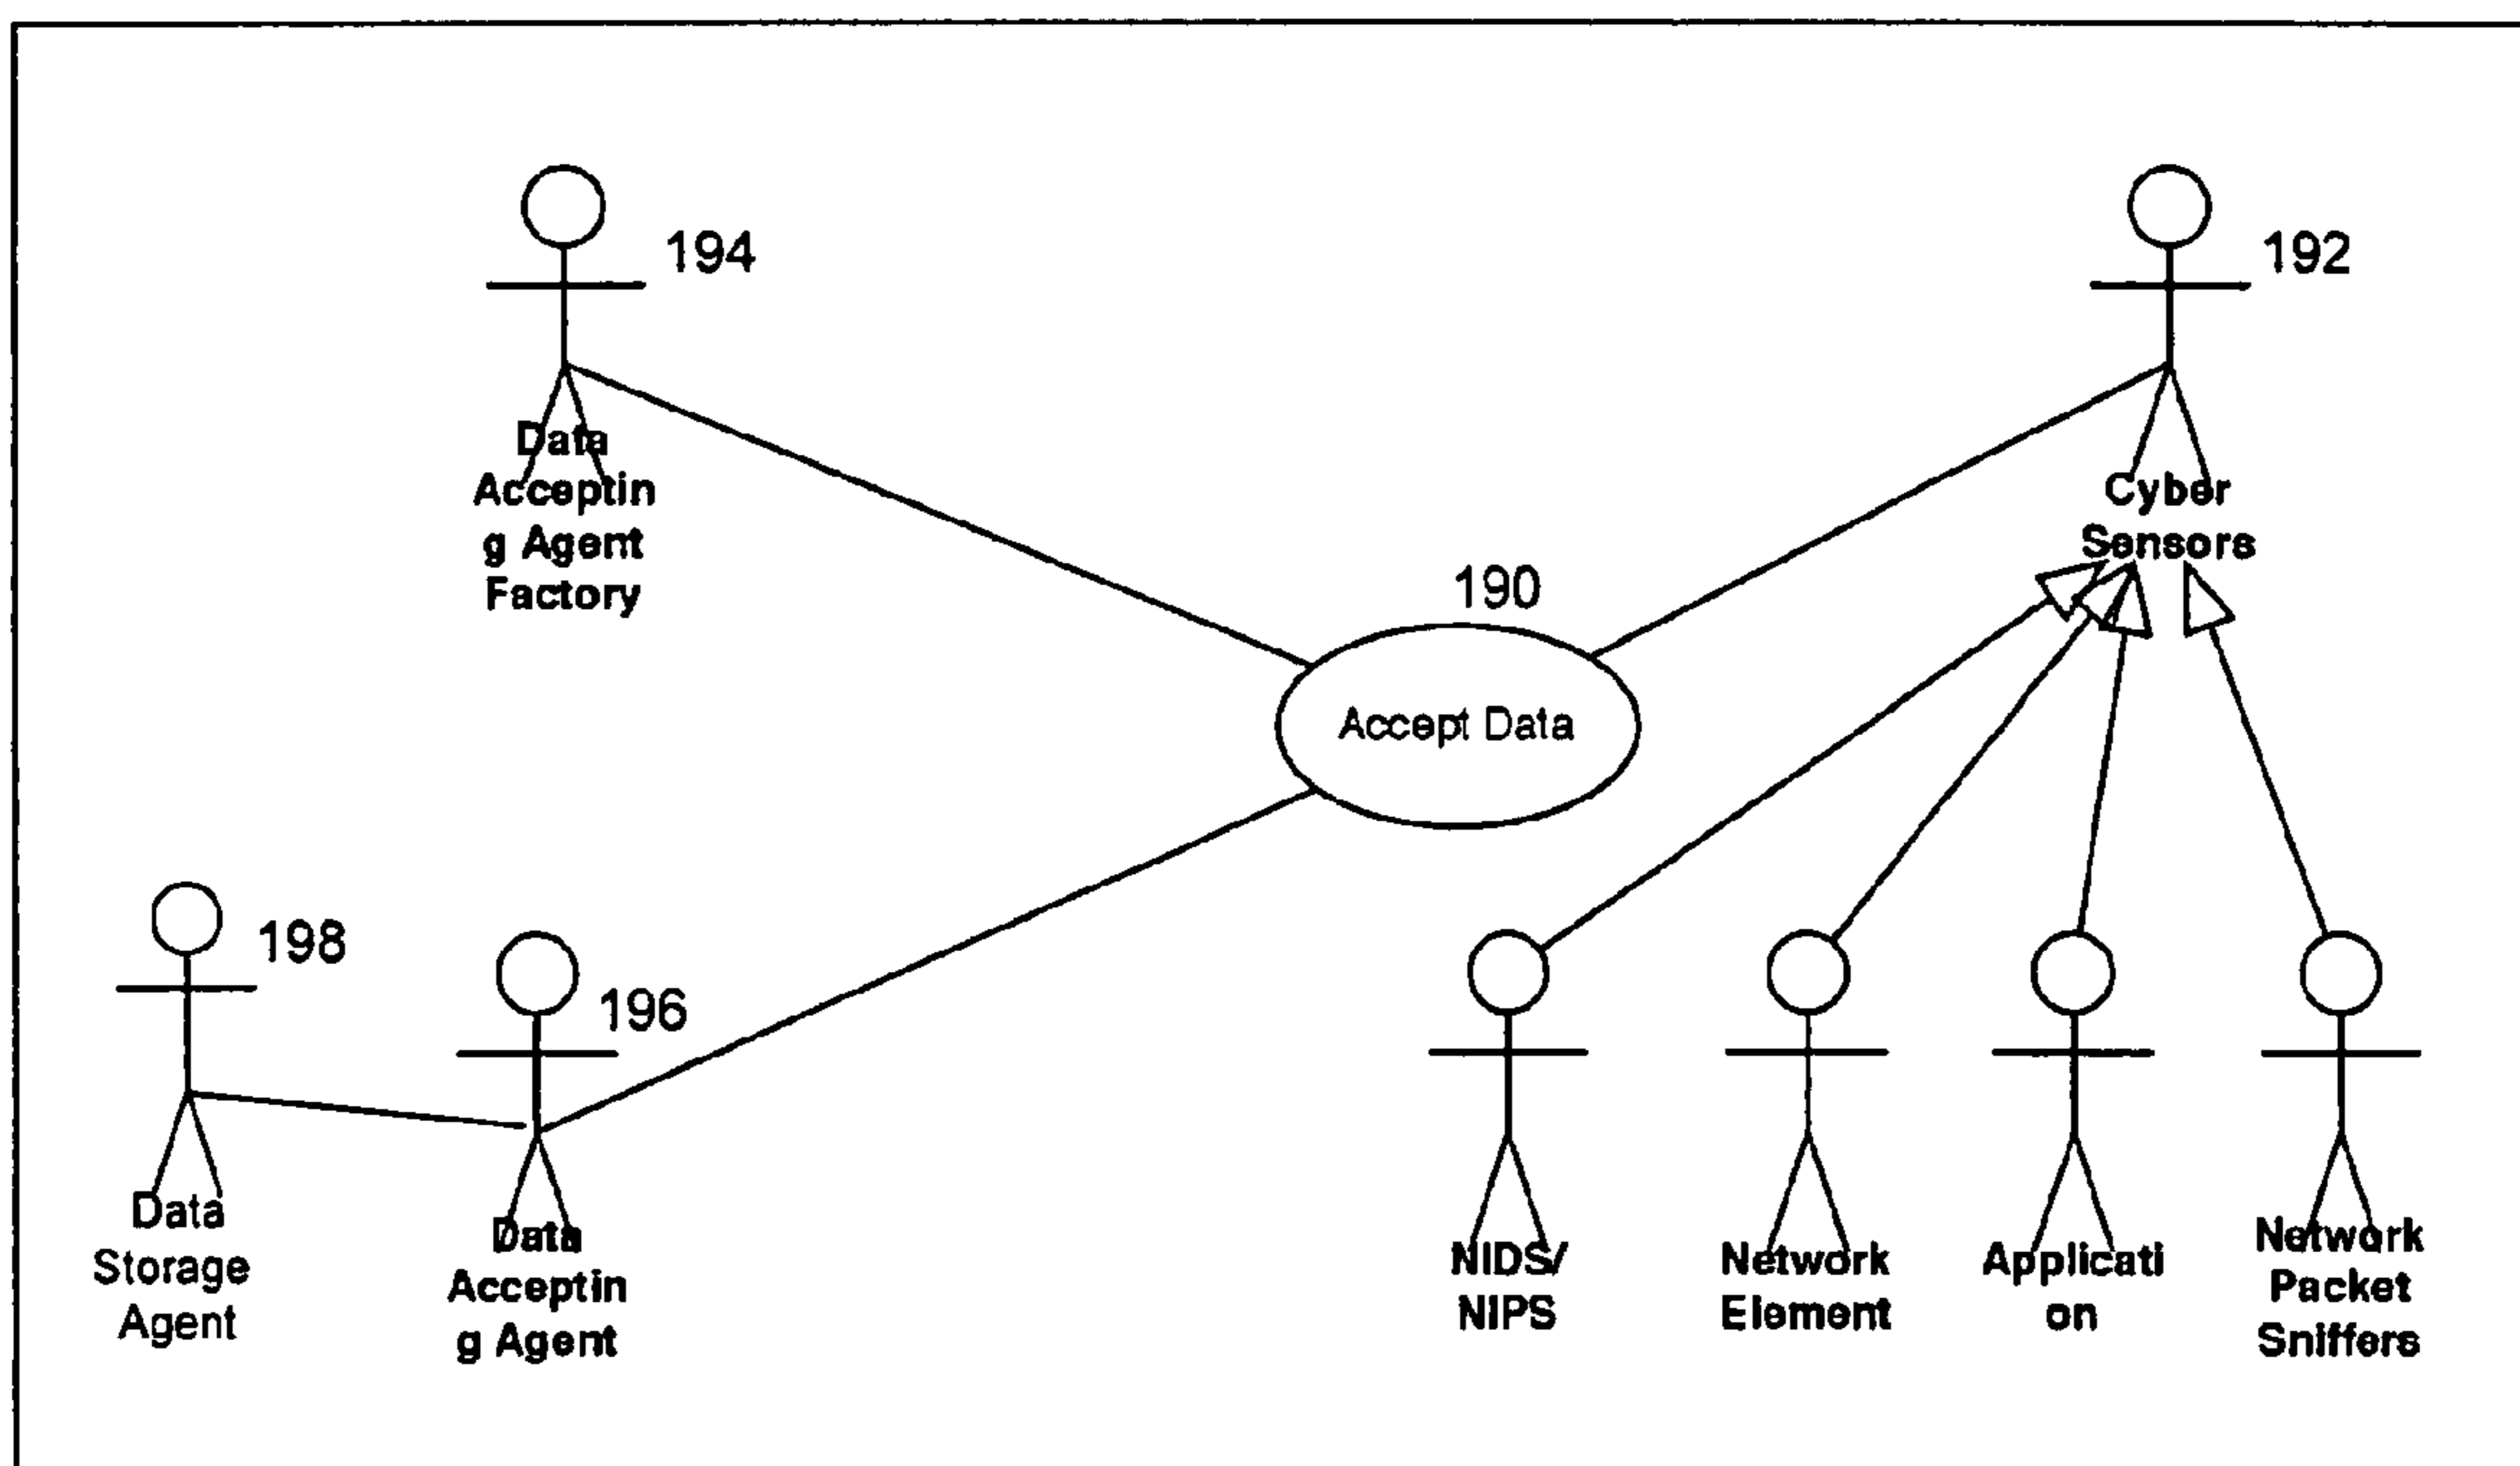 194
Data
Acceptin
g Agent
Factory
192
Cyber
Sensors
190
Accept Data
198
Data
Storage
Agent
196
Data
Acceptin
g Agent
NIDS/
NIPS
Network
Element
Applicati
on
Network
Packet
Sniffers